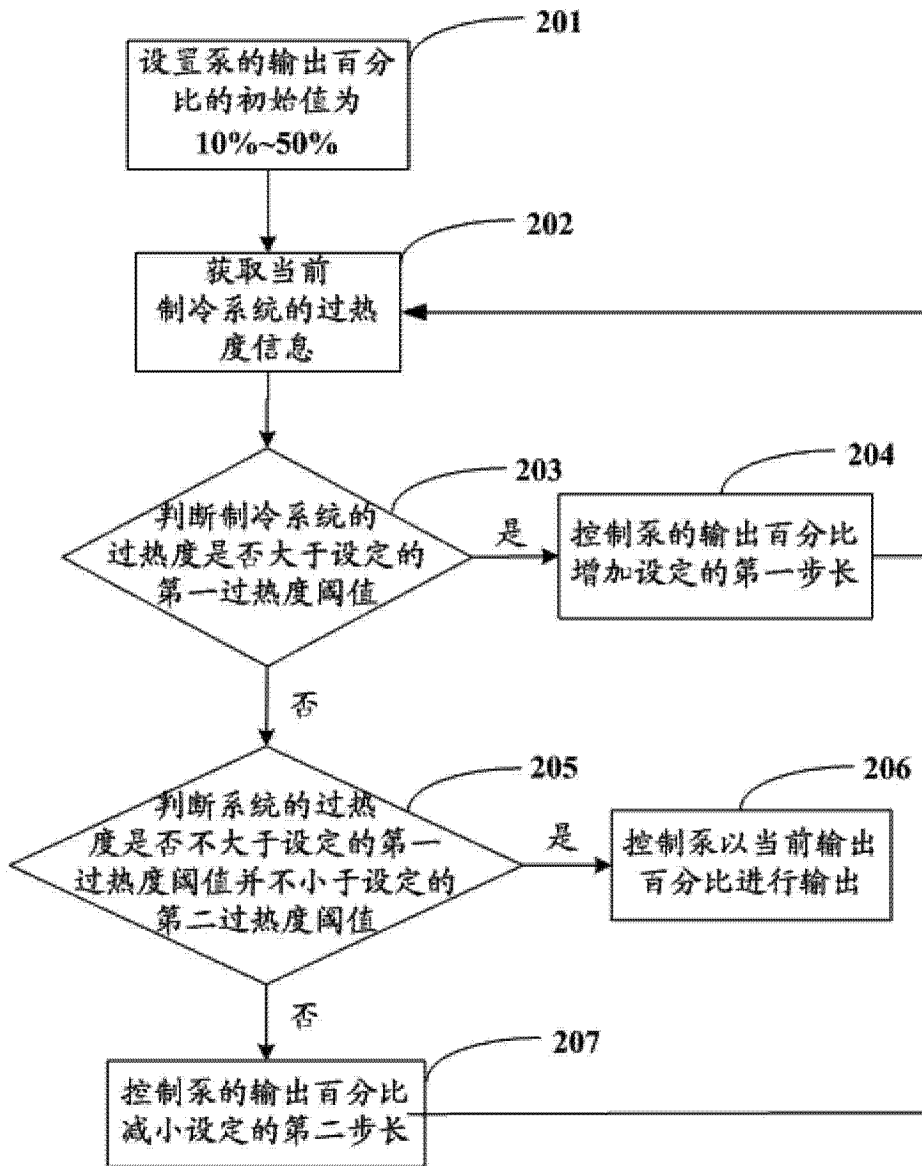 201
设置泵的输出百分
比的初始值为
10%~50%
202
获取当前
制冷系统的过热
度信息
203
判断制冷系统的
过热度是否大于设定的
第一过热度阈值
是
204
控制泵的输出百分比
增加设定的第一步长
否
205
判断系统的过热
度是否不大于设定的第一
过热度阈值并不小于设定的
第二过热度阈值
是
206
控制泵以当前输出
百分比进行输出
否
207
控制泵的输出百分比
减小设定的第二步长